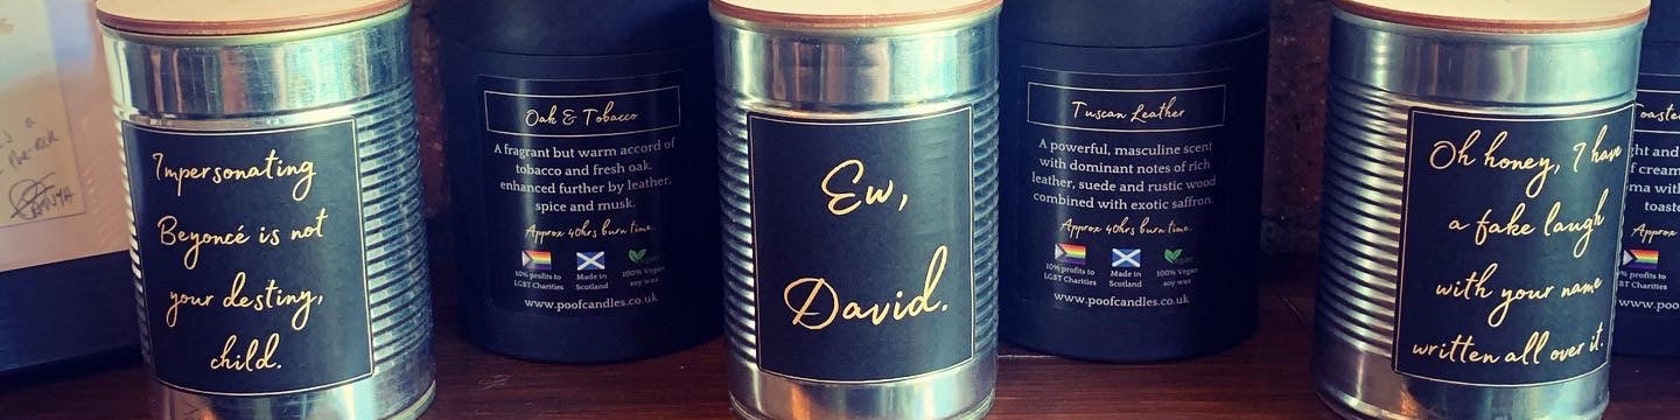 Impersonating
Beyoncé is not
your destiny,
child.
Oak & Tobacco
A fragrant but warm accord of
tobacco and fresh oak,
enhanced further by leather,
spice and musk.
Approx 40hrs burn time.
10% profits to
LGBT Charities
Made in
Scotland
100% Vegan
soy wax
www.poofcandles.co.uk
Ew,
David.
Tuscan Leather
A powerful, masculine scent
with dominant notes of rich
leather, suede and rustic wood
combined with exotic saffron.
Approx 40hrs burn time.
10% profits to
LGBT Charities
Made in
Scotland
100% Vegan
soy wax
www.poofcandles.co.uk
Oh honey, I have
a fake laugh
with your name
written all over it.
Approx
profits to
Charities